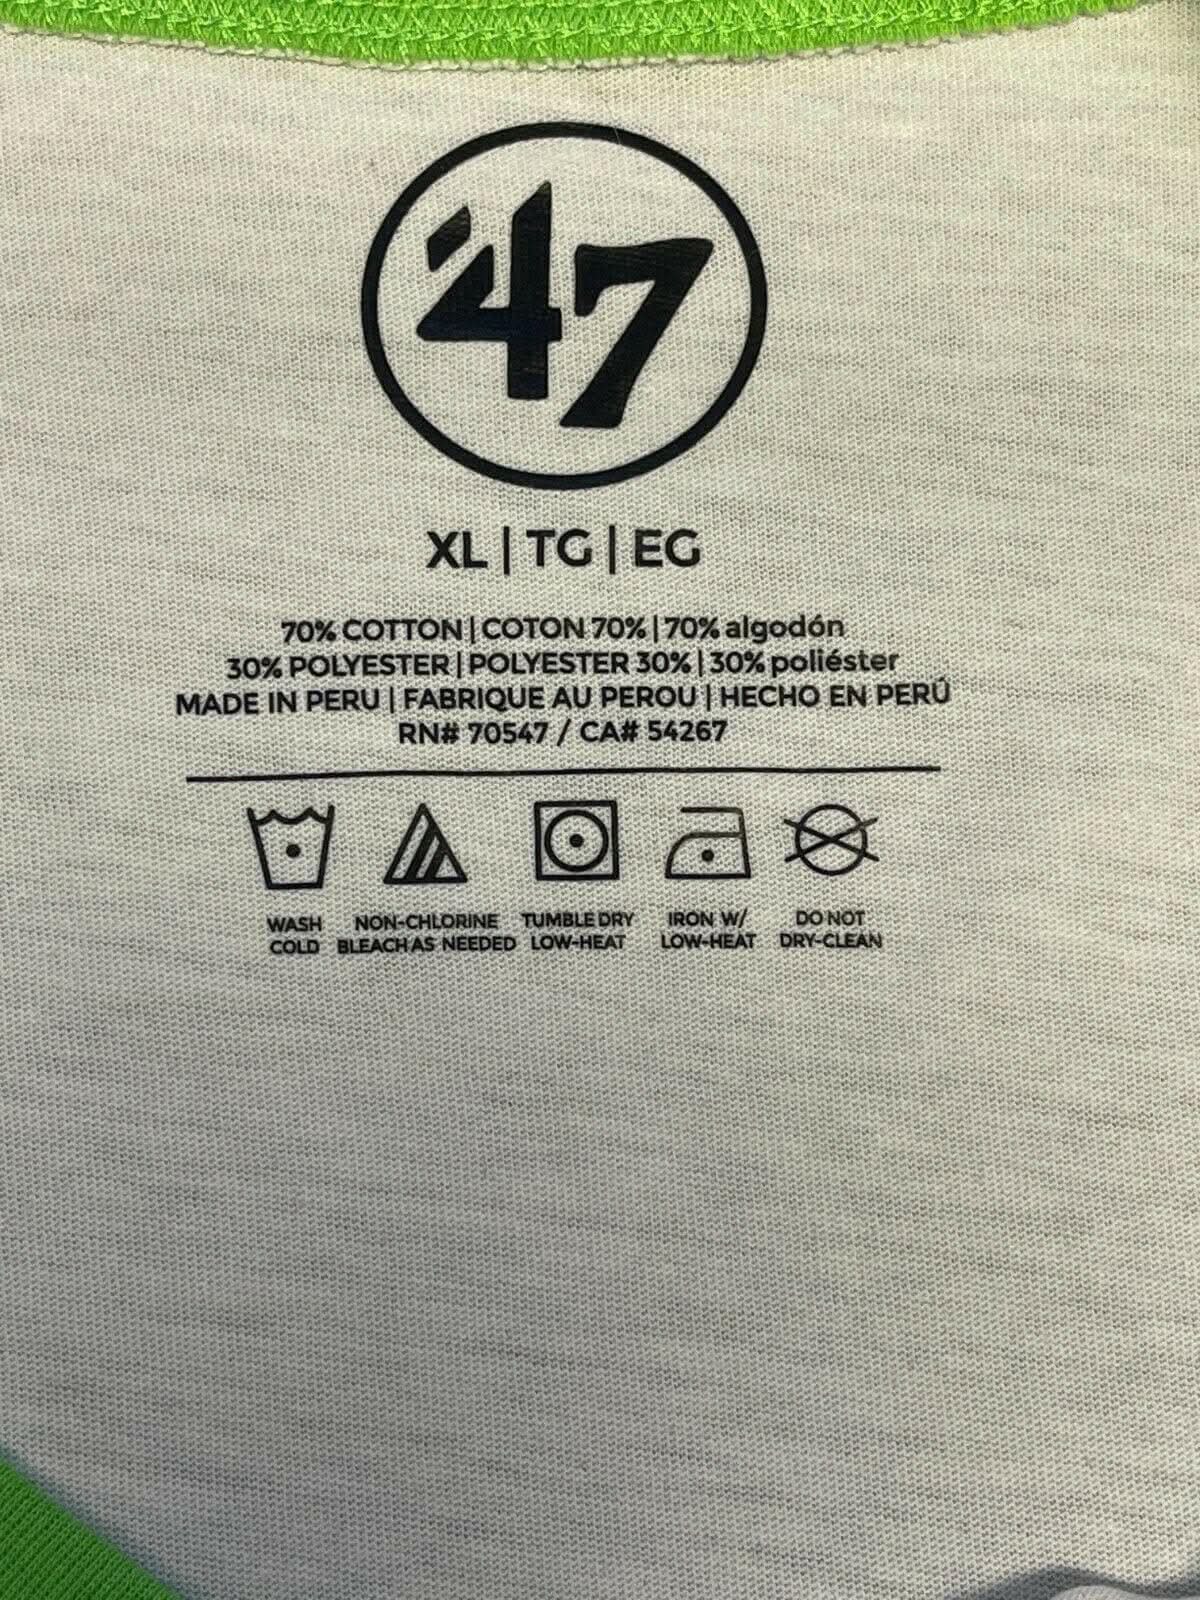 '47
XL | TG | EG
70% COTTON | COTON 70% | 70% algodón
30% POLYESTER | POLYESTER 30% | 30% poliéster
MADE IN PERU | FABRIQUE AU PEROU | HECHO EN PERÚ
RN# 70547 / CA# 54267
WASH COLD
NON-CHLORINE BLEACH AS NEEDED
TUMBLE DRY LOW-HEAT
IRON W/ LOW-HEAT
DO NOT DRY-CLEAN